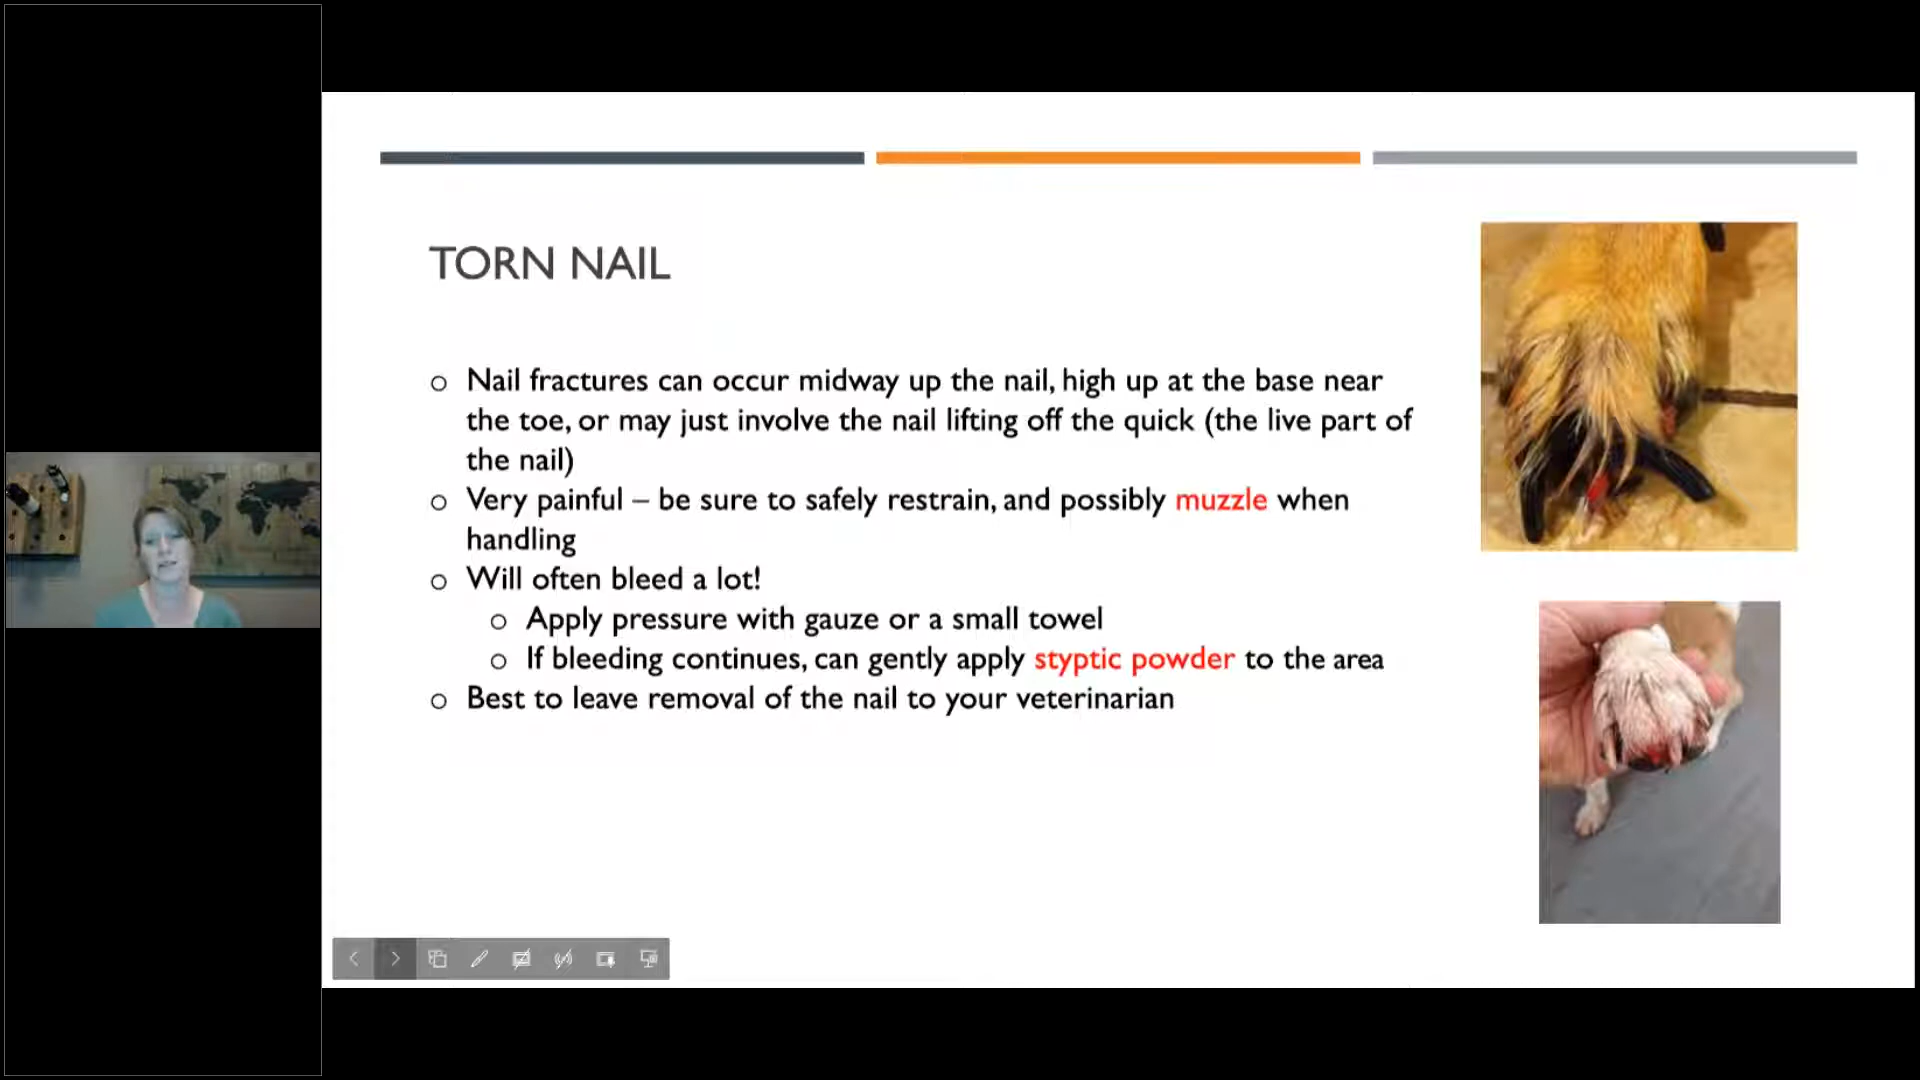 TORN NAIL
○ Nail fractures can occur midway up the nail, high up at the base near
the toe, or may just involve the nail lifting off the quick (the live part of
the nail)
○ Very painful – be sure to safely restrain, and possibly muzzle when
handling
○ Will often bleed a lot!
○ Apply pressure with gauze or a small towel
○ If bleeding continues, can gently apply styptic powder to the area
○ Best to leave removal of the nail to your veterinarian